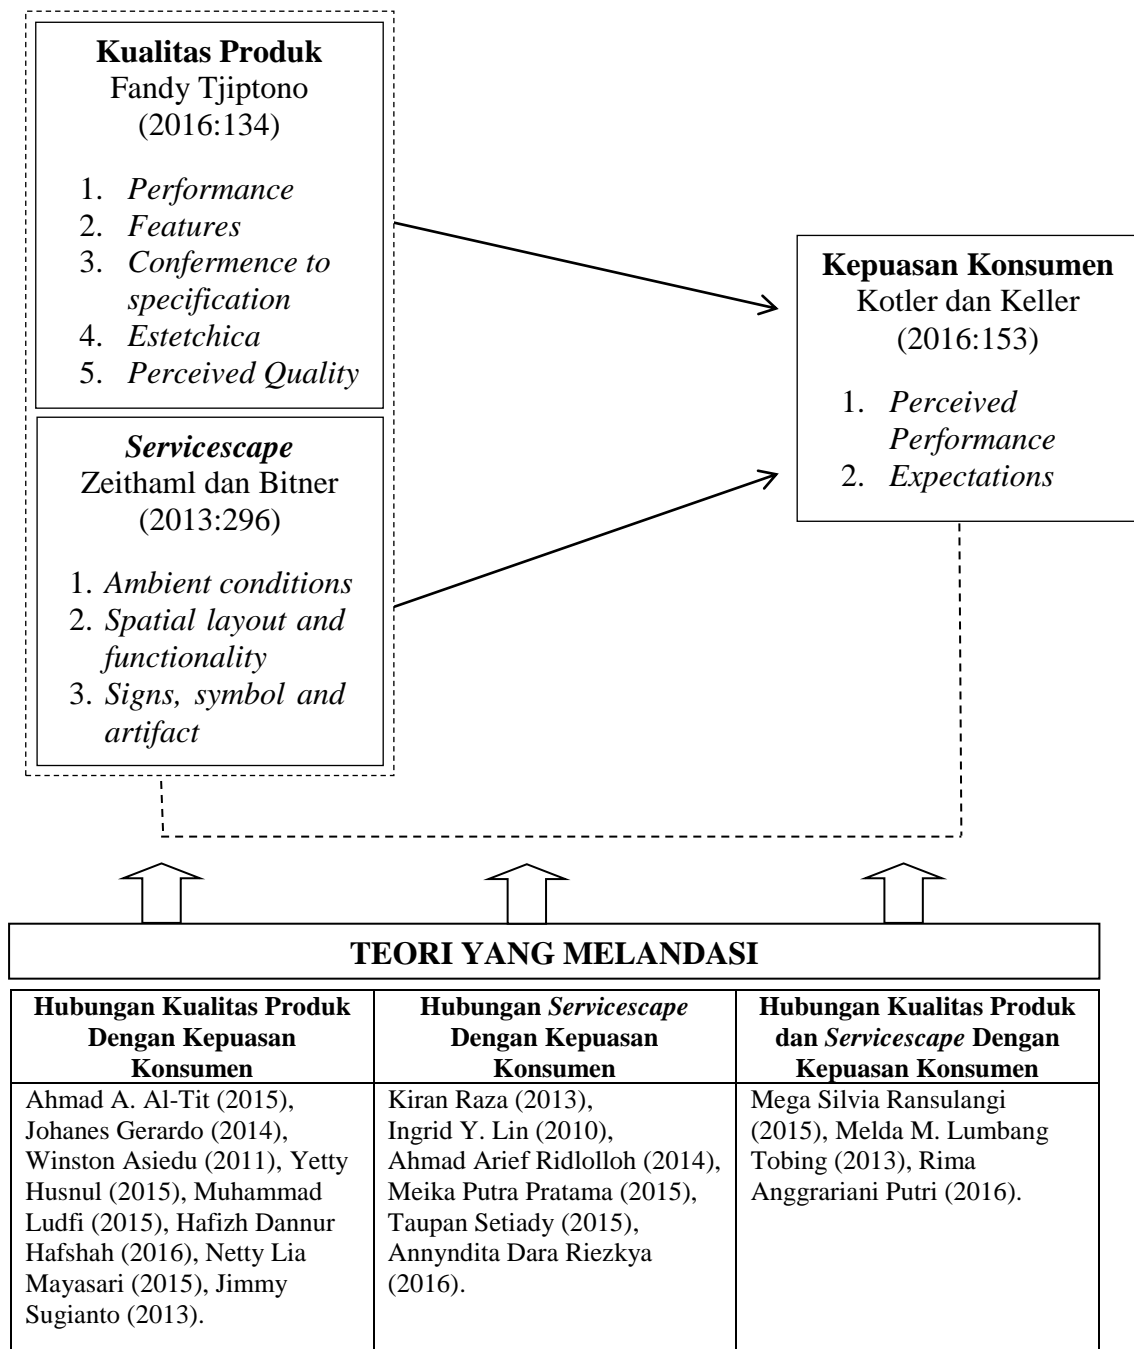 Kualitas Produk
Fandy Tjiptono
(2016:134)
1. Performance
2. Features
3. Confermence to
specification
4. Estetchica
5. Perceived Quality
Servicescape
Zeithaml dan Bitner
(2013:296)
1. Ambient conditions
2. Spatial layout and
functionality
3. Signs, symbol and
artifact
Kepuasan Konsumen
Kotler dan Keller
(2016:153)
1. Perceived
Performance
2. Expectations
TEORI YANG MELANDASI
Hubungan Kualitas Produk
Dengan Kepuasan
Konsumen
Ahmad A. Al-Tit (2015),
Johanes Gerardo (2014),
Winston Asiedu (2011), Yetty
Husnul (2015), Muhammad
Ludfi (2015), Hafizh Dannur
Hafshah (2016), Netty Lia
Mayasari (2015), Jimmy
Sugianto (2013).
Hubungan Servicescape
Dengan Kepuasan
Konsumen
Kiran Raza (2013),
Ingrid Y. Lin (2010),
Ahmad Arief Ridlolloh (2014),
Meika Putra Pratama (2015),
Taupan Setiady (2015),
Annyndita Dara Riezkya
(2016).
Hubungan Kualitas Produk
dan Servicescape Dengan
Kepuasan Konsumen
Mega Silvia Ransulangi
(2015), Melda M. Lumbang
Tobing (2013), Rima
Anggrariani Putri (2016).